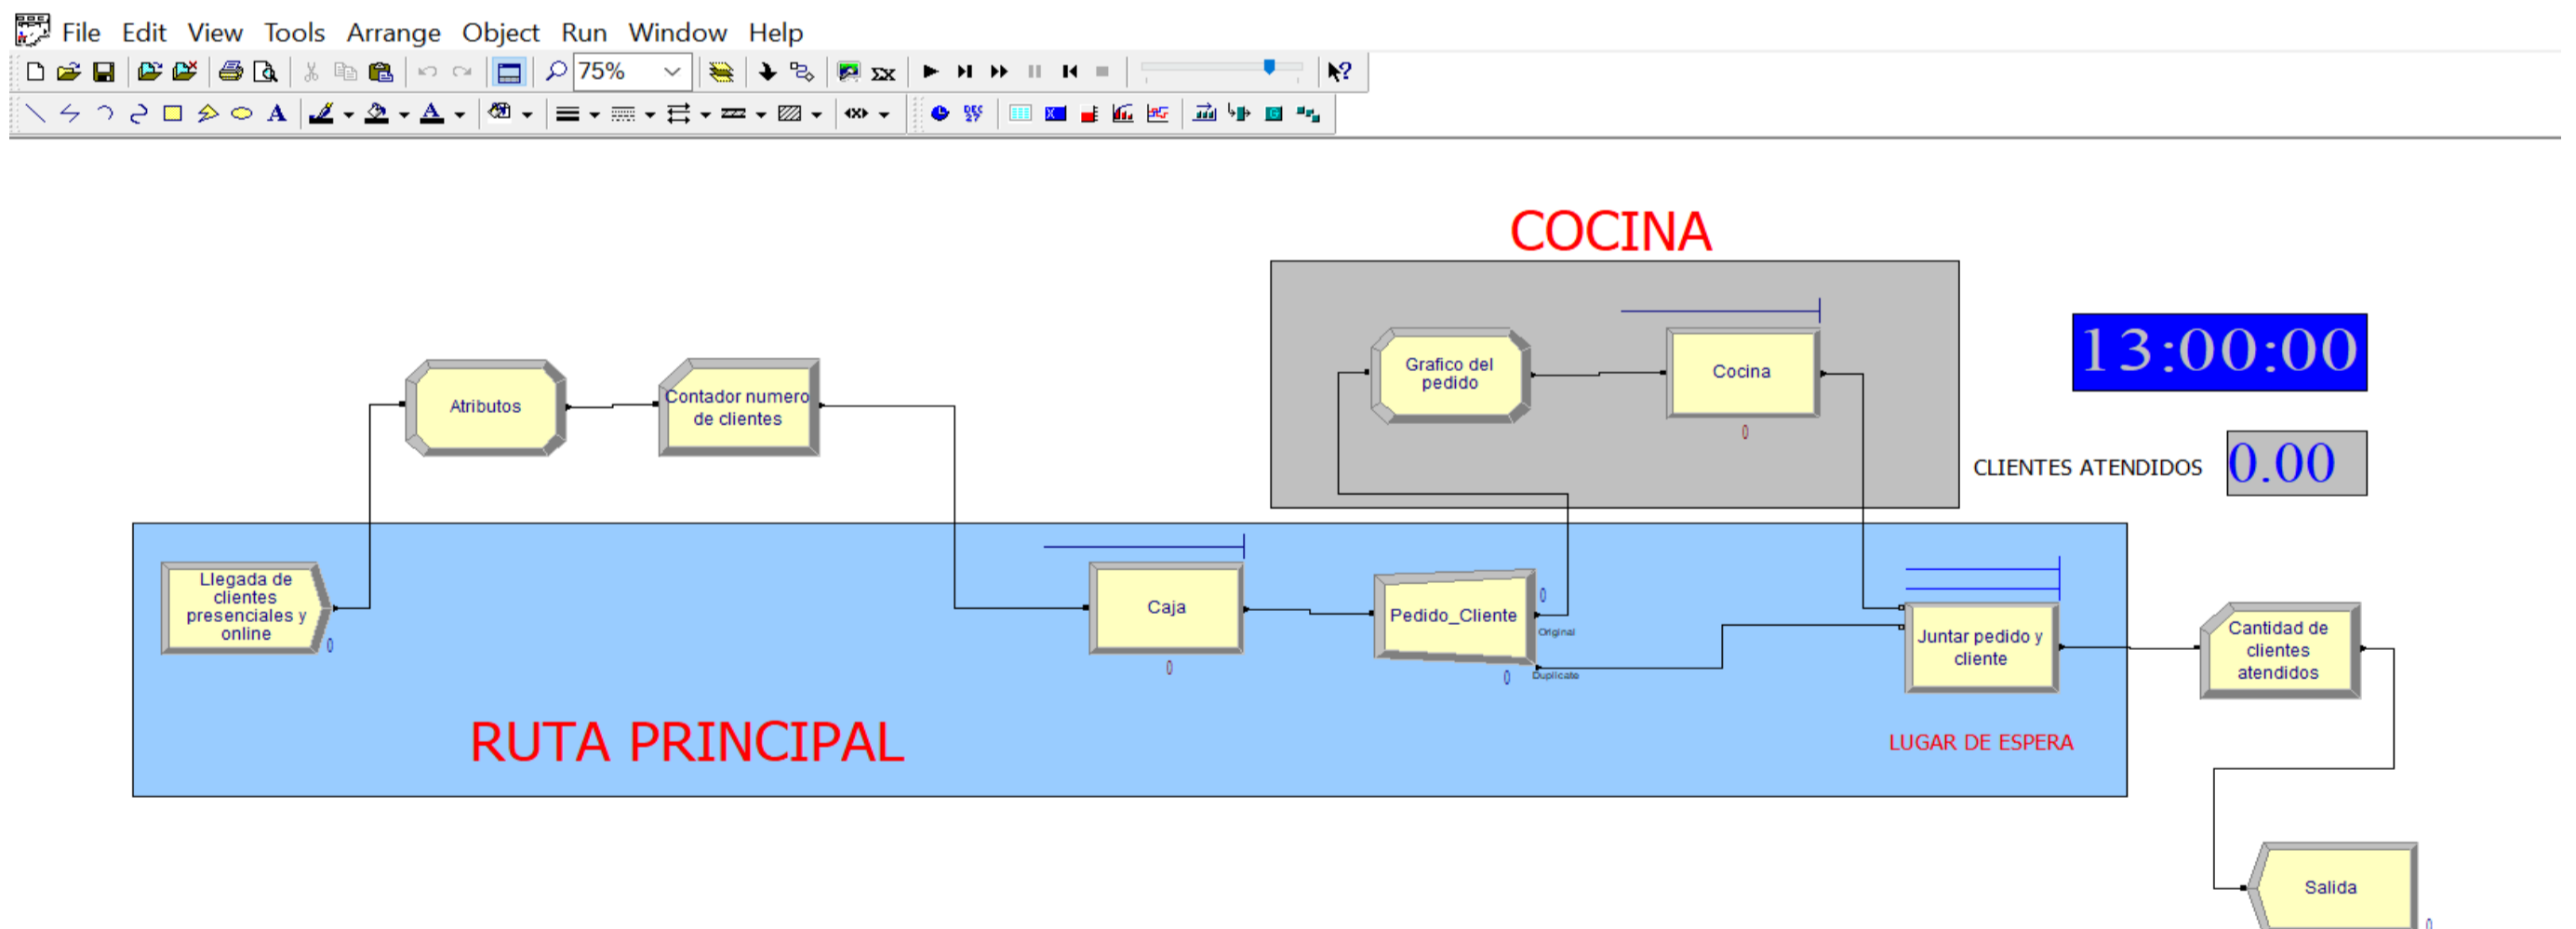 File Edit View Tools Arrange Object Run Window Help
75%
COCINA
Grafico del
pedido
Cocina
0
13:00:00
Atributos
Contador numero
de clientes
CLIENTES ATENDIDOS
0.00
Llegada de
clientes
presenciales y
online
0
Caja
0
Pedido_Cliente
0
Original
0
Duplicate
Juntar pedido y
cliente
Cantidad de
clientes
atendidos
RUTA PRINCIPAL
LUGAR DE ESPERA
Salida
0